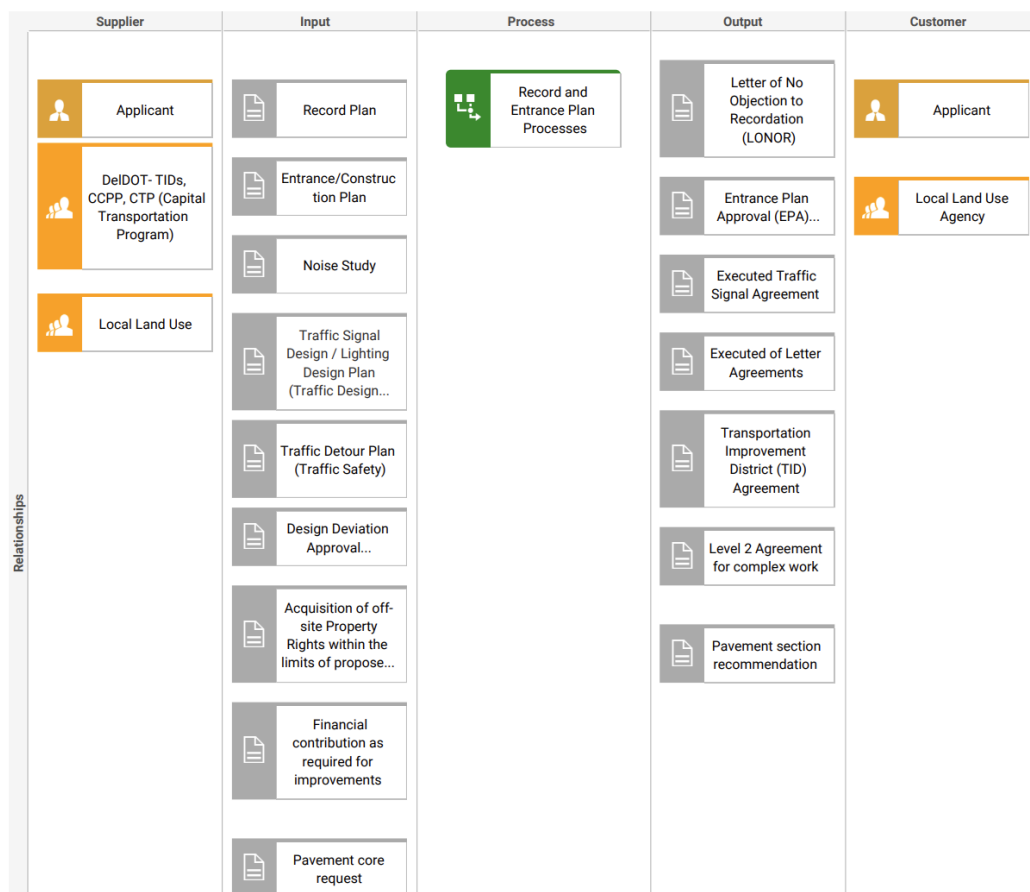 Supplier
Input
Process
Output
Customer
Relationships
Applicant
DelDOT- TIDs,
CCPP, CTP (Capital
Transportation
Program)
Local Land Use
Record Plan
Entrance/Construc
tion Plan
Noise Study
Traffic Signal
Design / Lighting
Design Plan
(Traffic Design...
Traffic Detour Plan
(Traffic Safety)
Design Deviation
Approval...
Acquisition of off-
site Property
Rights within the
limits of propose...
Financial
contribution as
required for
improvements
Pavement core
request
Record and
Entrance Plan
Processes
Letter of No
Objection to
Recordation
(LONOR)
Entrance Plan
Approval (EPA)...
Executed Traffic
Signal Agreement
Executed of Letter
Agreements
Transportation
Improvement
District (TID)
Agreement
Level 2 Agreement
for complex work
Pavement section
recommendation
Applicant
Local Land Use
Agency